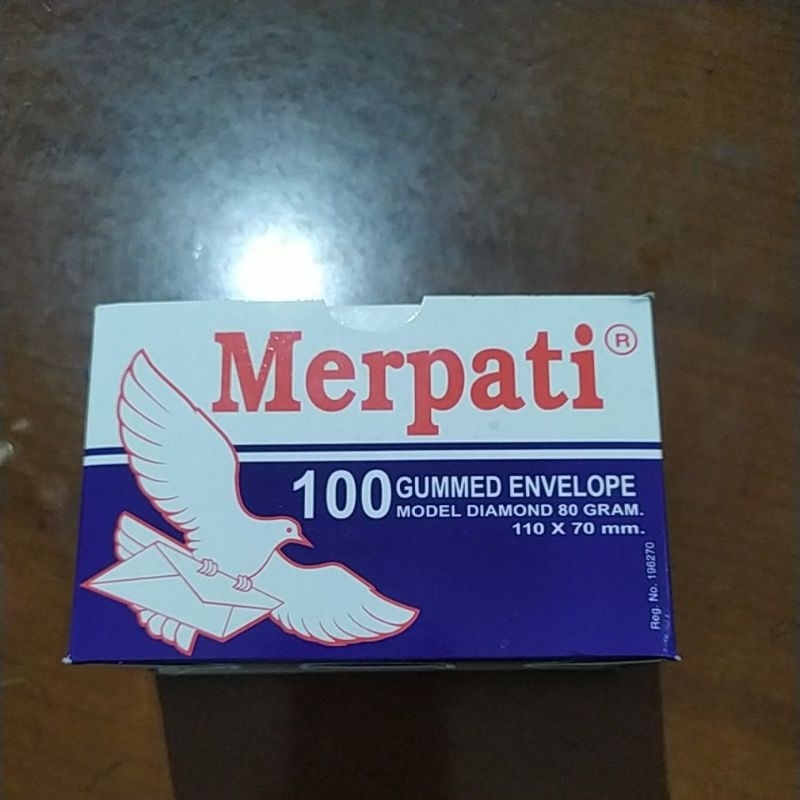 Merpati ®
100 GUMMED ENVELOPE
MODEL DIAMOND 80 GRAM.
110 X 70 mm.
Reg. No. 196270